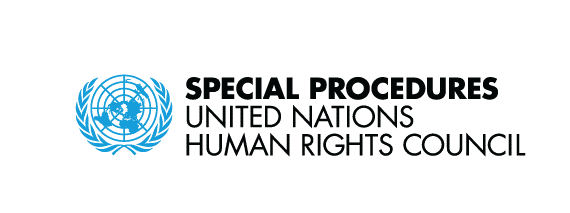 SPECIAL PROCEDURES
UNITED NATIONS
HUMAN RIGHTS COUNCIL